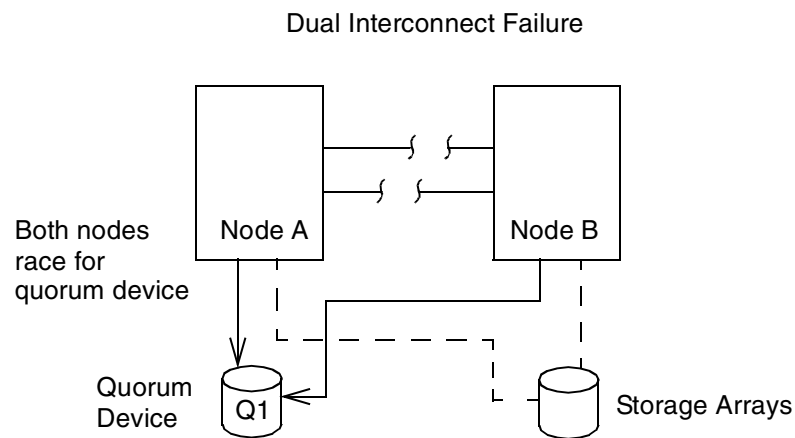 Dual Interconnect Failure
Node A
Node B
Both nodes
race for
quorum device
Quorum
Device
Q1
Storage Arrays